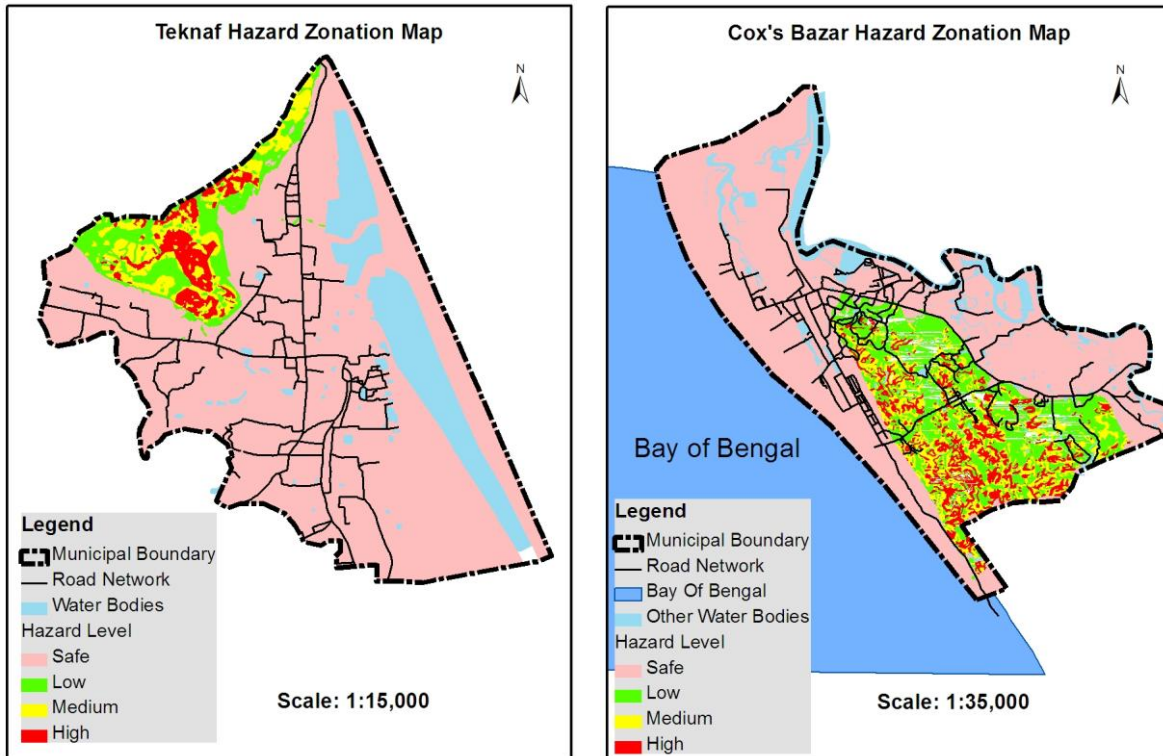 Teknaf Hazard Zonation Map
N
Legend
Municipal Boundary
Road Network
Water Bodies
Hazard Level
Safe
Low
Medium
High
Scale: 1:15,000
Cox's Bazar Hazard Zonation Map
N
Bay of Bengal
Legend
Municipal Boundary
Road Network
Bay Of Bengal
Other Water Bodies
Hazard Level
Safe
Low
Medium
High
Scale: 1:35,000